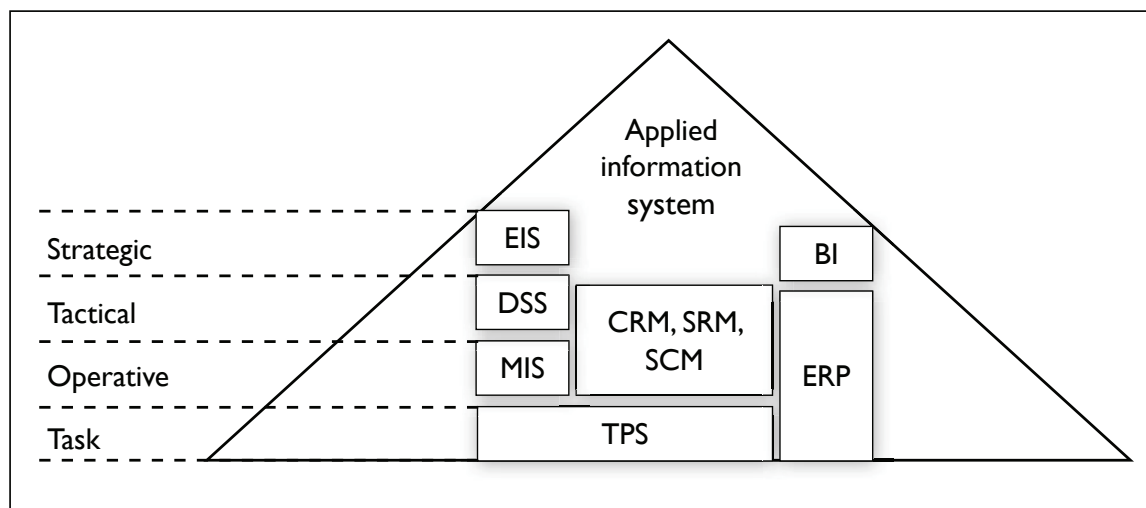 Applied
information
system
Strategic
EIS
BI
Tactical
DSS
CRM, SRM,
SCM
Operative
MIS
ERP
Task
TPS